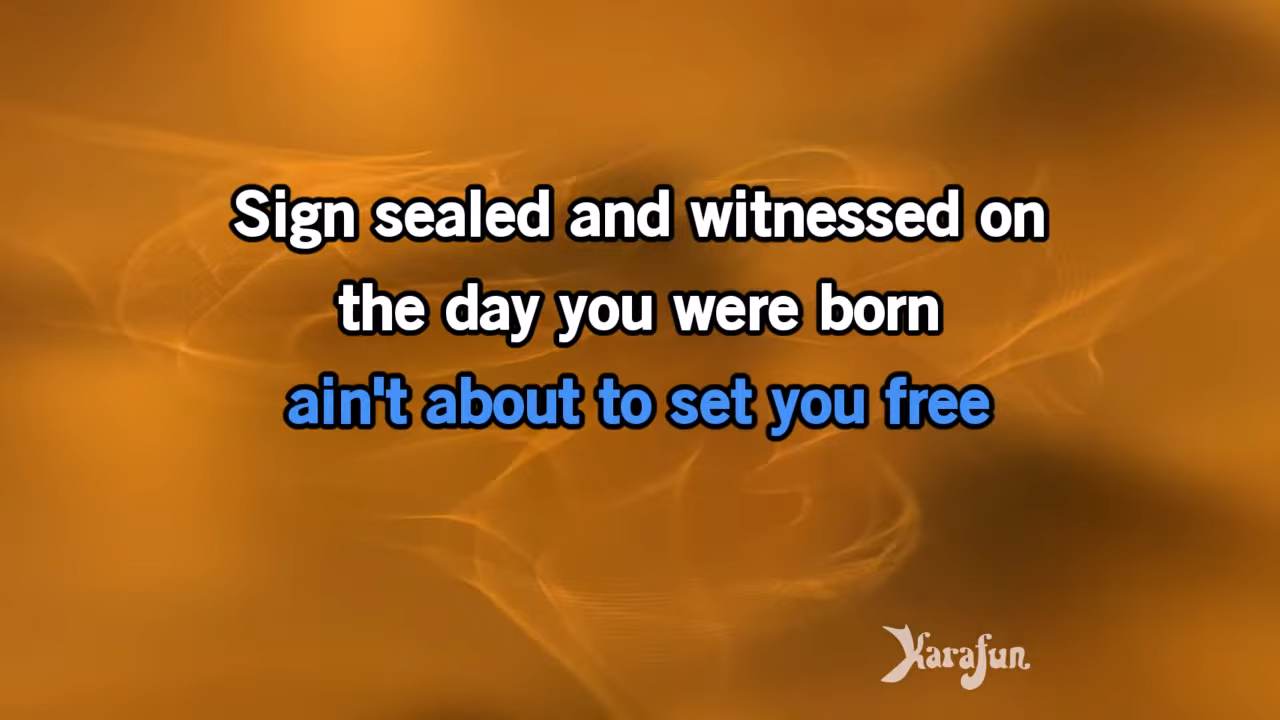 Sign sealed and witnessed on
the day you were born
ain't about to set you free
Karafun